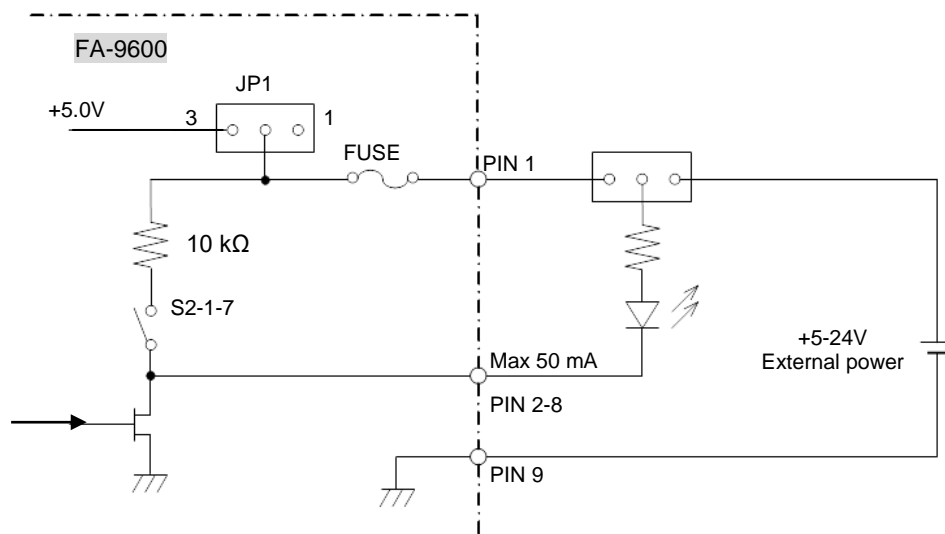 FA-9600
JP1
+5.0V
3
1
FUSE
PIN 1
10 kΩ
S2-1-7
+5-24V
External power
Max 50 mA
PIN 2-8
PIN 9